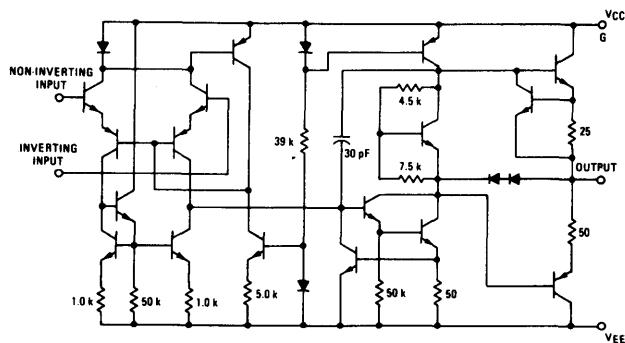 VCC
G
NON-INVERTING
INPUT
4.5 k
25
39 k
30 pF
INVERTING
INPUT
7.5 k
OUTPUT
50
1.0 k
50 k
1.0 k
5.0 k
50 k
50
VEE